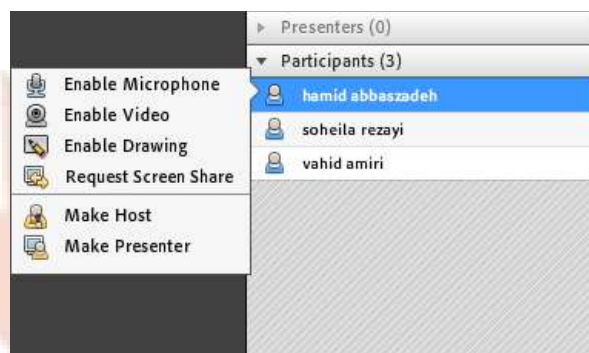 Presenters (0)
Participants (3)
Enable Microphone
Enable Video
Enable Drawing
Request Screen Share
Make Host
Make Presenter
hamid abbaszadeh
soheila rezayi
vahid amiri